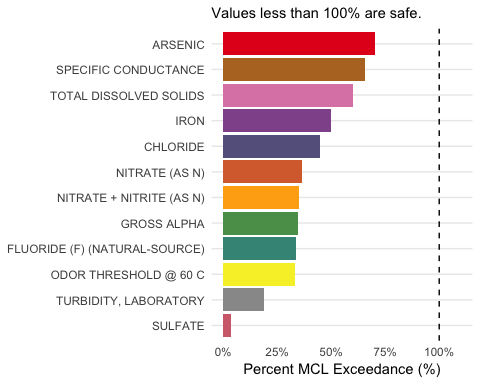 Values less than 100% are safe.
ARSENIC
SPECIFIC CONDUCTANCE
TOTAL DISSOLVED SOLIDS
IRON
CHLORIDE
NITRATE (AS N)
NITRATE + NITRITE (AS N)
GROSS ALPHA
FLUORIDE (F) (NATURAL-SOURCE)
ODOR THRESHOLD @ 60 C
TURBIDITY, LABORATORY
SULFATE
0% 25% 50% 75% 100%
Percent MCL Exceedance (%)